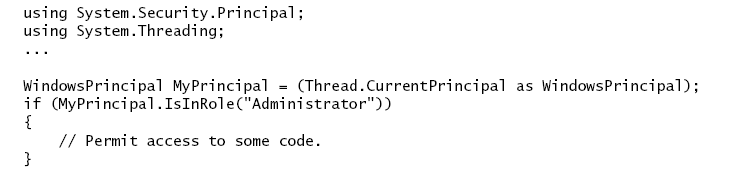 using System.Security.Principal;
using System.Threading;
...
WindowsPrincipal MyPrincipal = (Thread.CurrentPrincipal as WindowsPrincipal);
if (MyPrincipal.IsInRole("Administrator"))
{
// Permit access to some code.
}